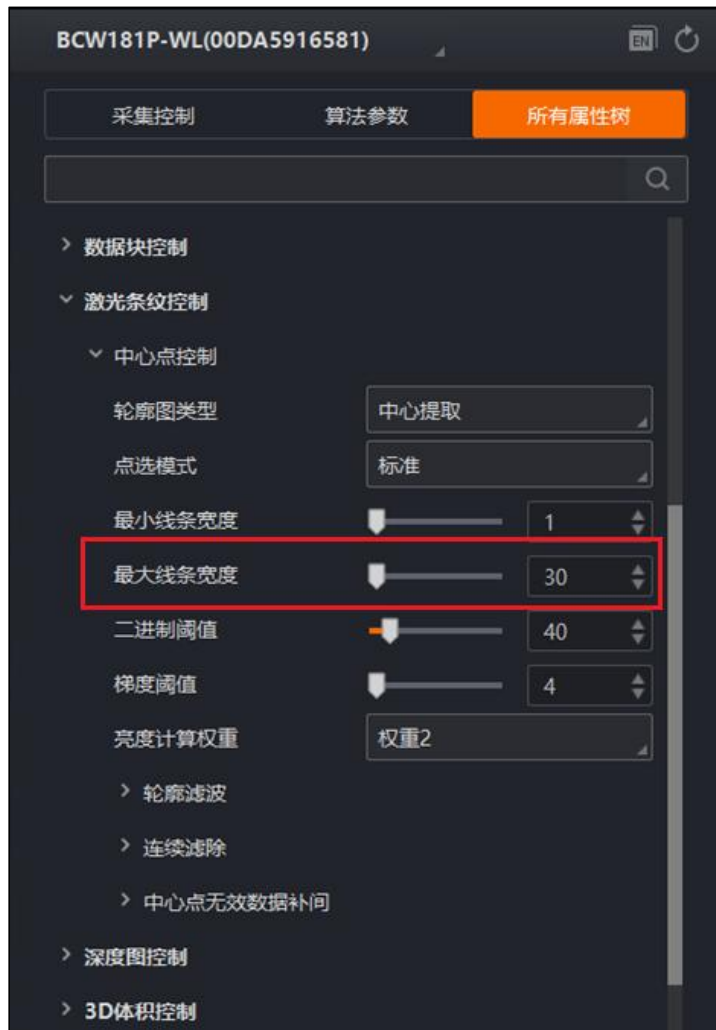 BCW181P-WL(00DA5916581) EN
采集控制 算法参数 所有属性树
数据块控制
激光条纹控制
中心点控制
轮廓图类型 中心提取
点选模式 标准
最小线条宽度 1
最大线条宽度 30
二进制阈值 40
梯度阈值 4
亮度计算权重 权重2
轮廓滤波
连续滤除
中心点无效数据补间
深度图控制
3D体积控制